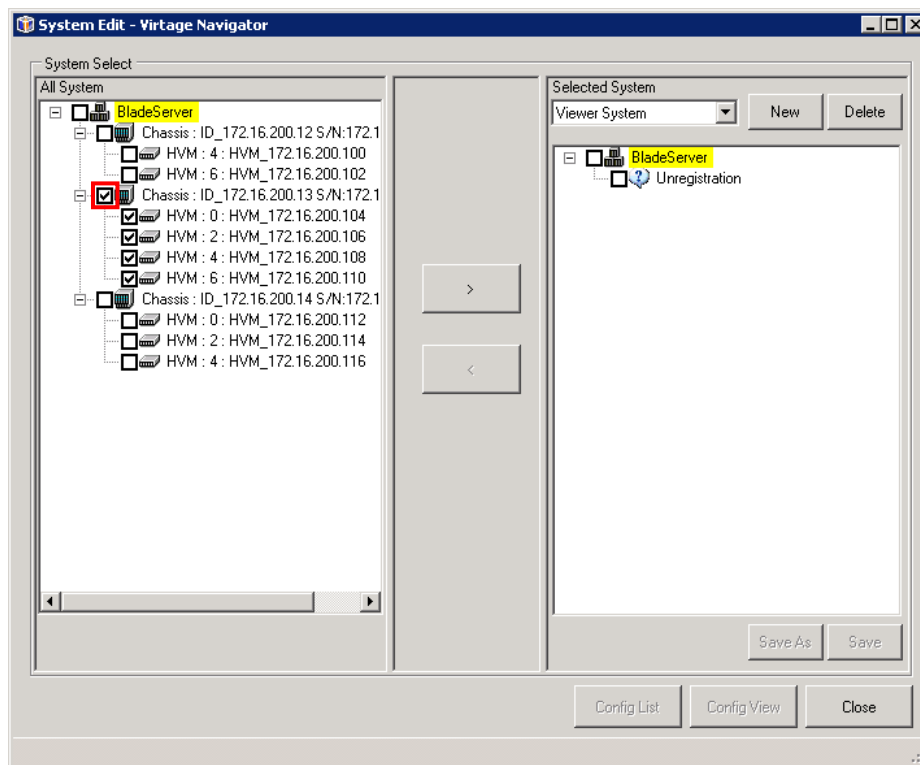 System Edit - Virtage Navigator
System Select
All System
BladeServer
Chassis : ID_172.16.200.12 S/N:172.1
HVM : 4 : HVM_172.16.200.100
HVM : 6 : HVM_172.16.200.102
Chassis : ID_172.16.200.13 S/N:172.1
HVM : 0 : HVM_172.16.200.104
HVM : 2 : HVM_172.16.200.106
HVM : 4 : HVM_172.16.200.108
HVM : 6 : HVM_172.16.200.110
Chassis : ID_172.16.200.14 S/N:172.1
HVM : 0 : HVM_172.16.200.112
HVM : 2 : HVM_172.16.200.114
HVM : 4 : HVM_172.16.200.116
>
<
Selected System
Viewer System
New
Delete
BladeServer
Unregistration
Save As
Save
Config List
Config View
Close